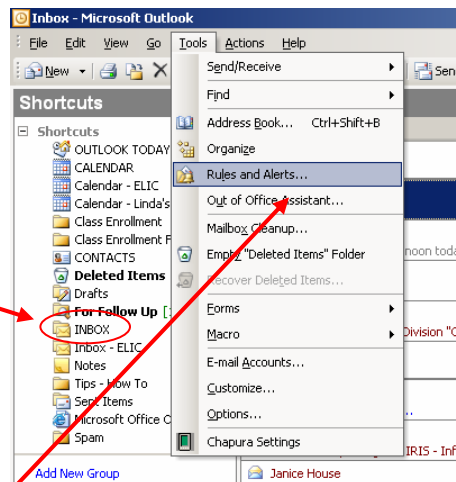 Inbox - Microsoft Outlook
File Edit View Go Tools Actions Help
New Sen
Shortcuts
Shortcuts
OUTLOOK TODAY
CALENDAR
Calendar - ELIC
Calendar - Linda's
Class Enrollment
Class Enrollment F
CONTACTS
Deleted Items
Drafts
For Follow Up [
INBOX
Inbox - ELIC
Notes
Tips - How To
Sent Items
Microsoft Office O
Spam
Add New Group
Send/Receive
Find
Address Book... Ctrl+Shift+B
Organize
Rules and Alerts...
Out of Office Assistant...
Mailbox Cleanup...
Empty "Deleted Items" Folder
Recover Deleted Items...
Forms
Macro
E-mail Accounts...
Customize...
Options...
Chapura Settings
noon toda
Division "C
..
IRIS - Inf
Janice House